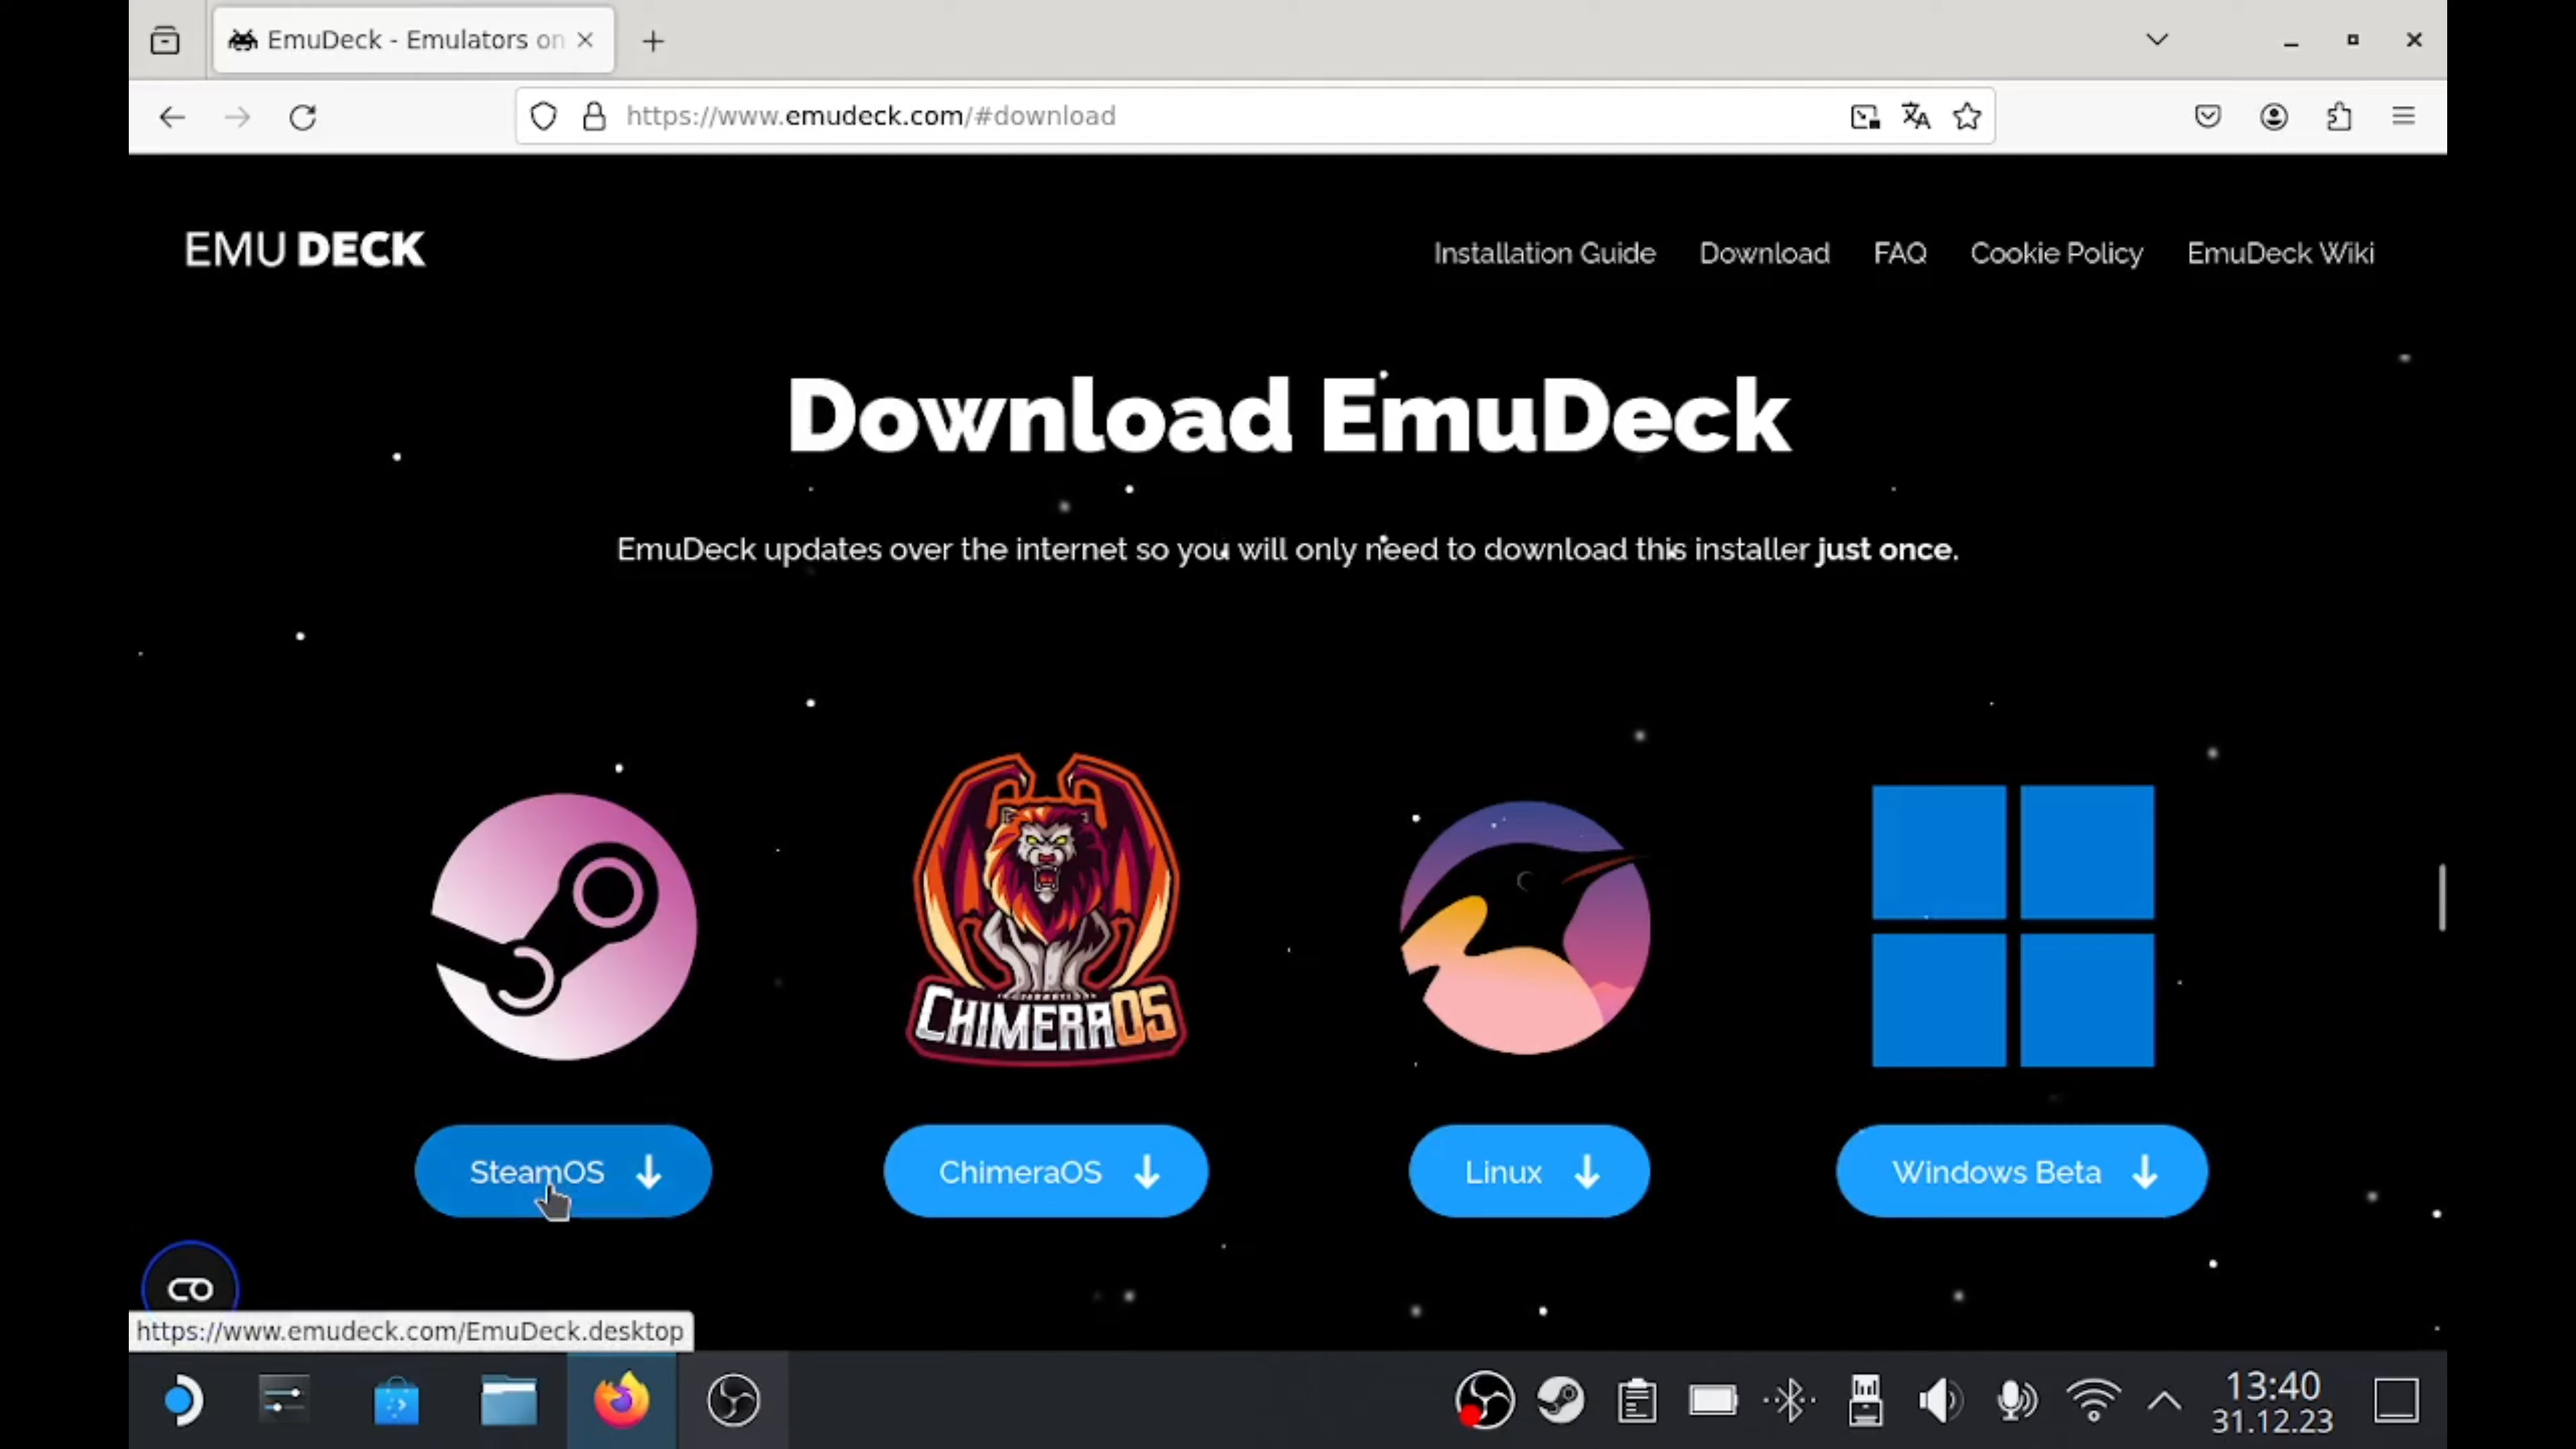 EmuDeck - Emulators on
https://www.emudeck.com/#download
EMU DECK
Installation Guide Download FAQ Cookie Policy EmuDeck Wiki
Download EmuDeck
EmuDeck updates over the internet so you will only need to download this installer just once.
CHIMERAOS
SteamOS
ChimeraOS
Linux
Windows Beta
https://www.emudeck.com/EmuDeck.desktop
13:40
31.12.23